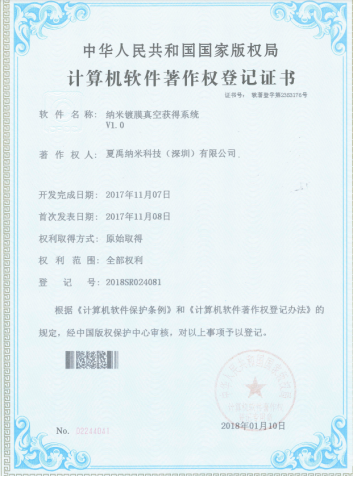 中华人民共和国国家版权局
计算机软件著作权登记证书
证书号： 软著登字第2353176号
软件名称： 纳米镀膜真空获得系统
V1.0
著作权人： 夏禹纳米科技（深圳）有限公司
开发完成日期： 2017年11月07日
首次发表日期： 2017年11月08日
权利取得方式： 原始取得
权利范围： 全部权利
登记号： 2018SR024081
根据《计算机软件保护条例》和《计算机软件著作权登记办法》的
规定，经中国版权保护中心审核，对以上事项予以登记。
No.
2018年01月10日